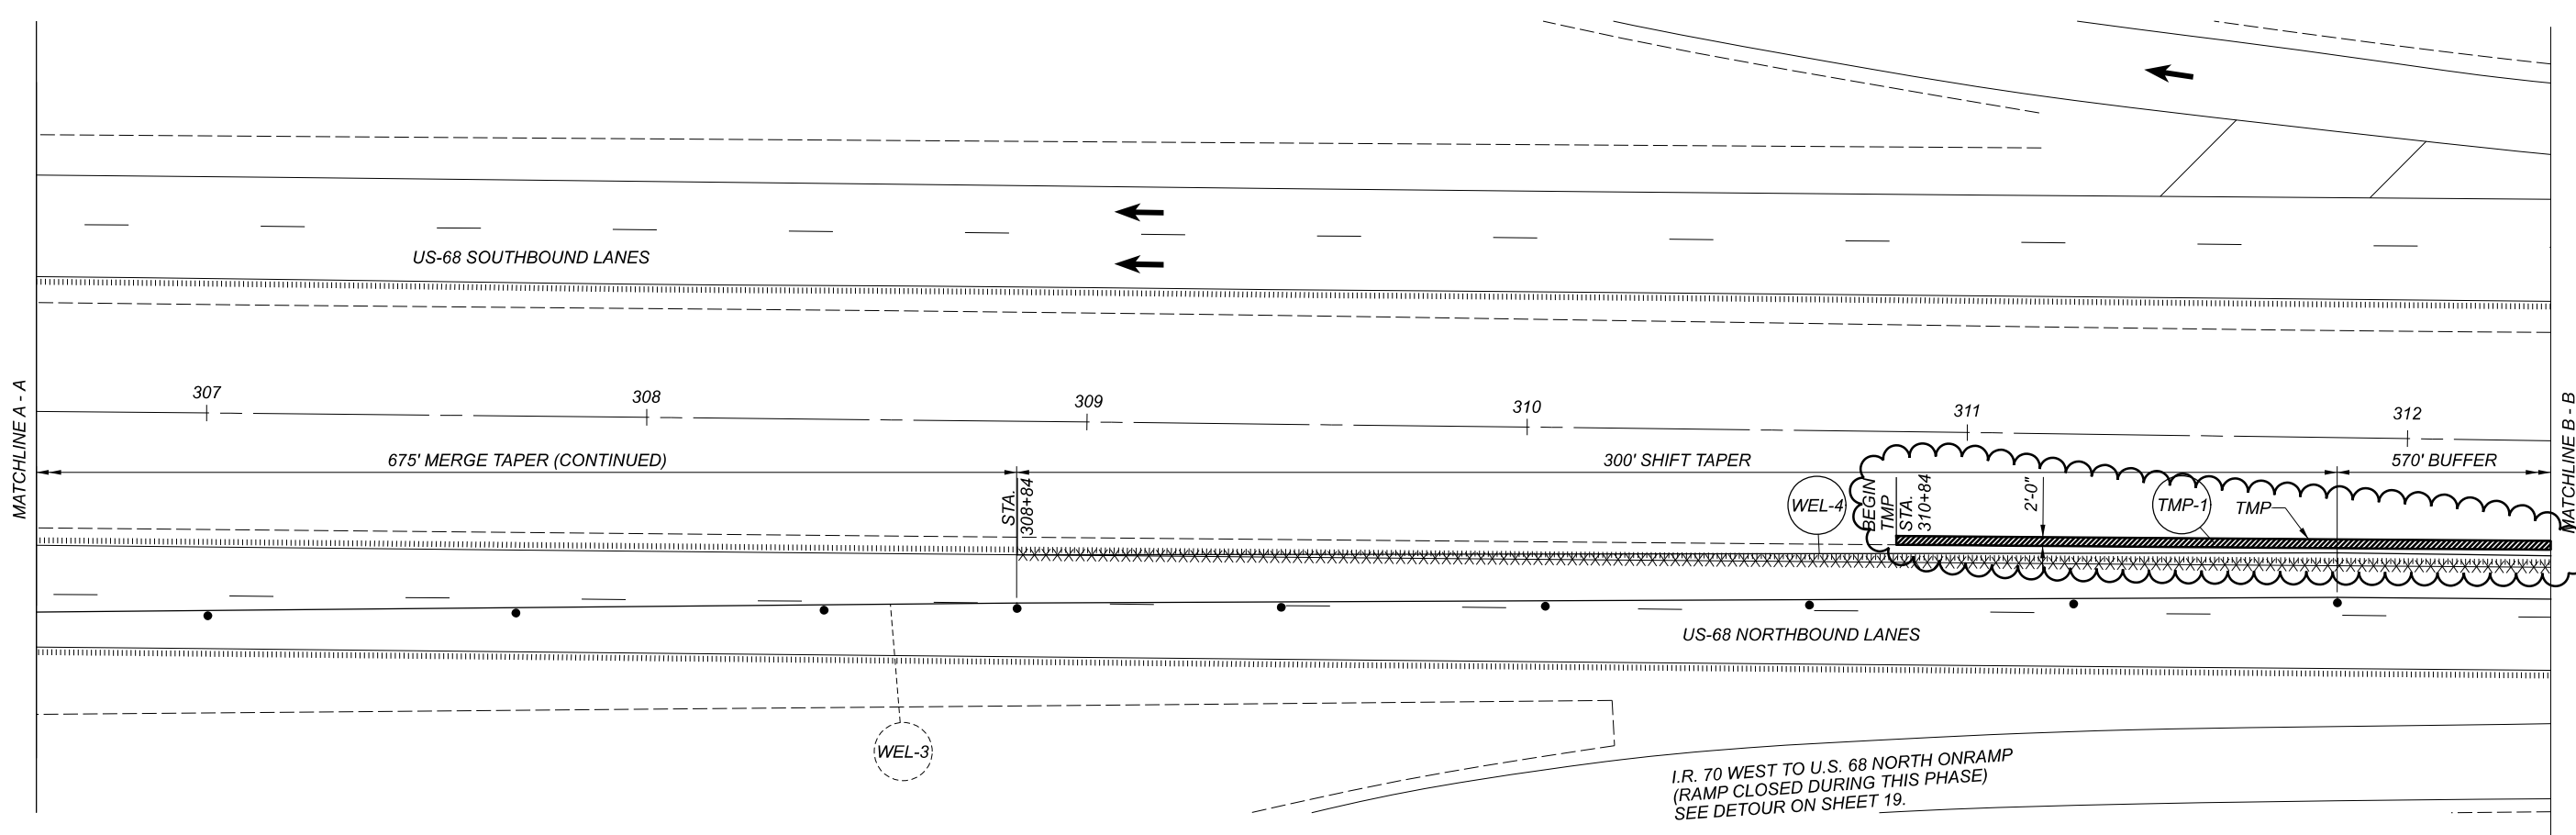 US-68 SOUTHBOUND LANES
MATCHLINE A - A
MATCHLINE B - B
307
308
309
310
311
312
675' MERGE TAPER (CONTINUED)
300' SHIFT TAPER
570' BUFFER
STA.
308+84
WEL-4
BEGIN
TMP
STA.
310+84
2'-0"
TMP-1
TMP
US-68 NORTHBOUND LANES
WEL-3
I.R. 70 WEST TO U.S. 68 NORTH ONRAMP
(RAMP CLOSED DURING THIS PHASE)
SEE DETOUR ON SHEET 19.